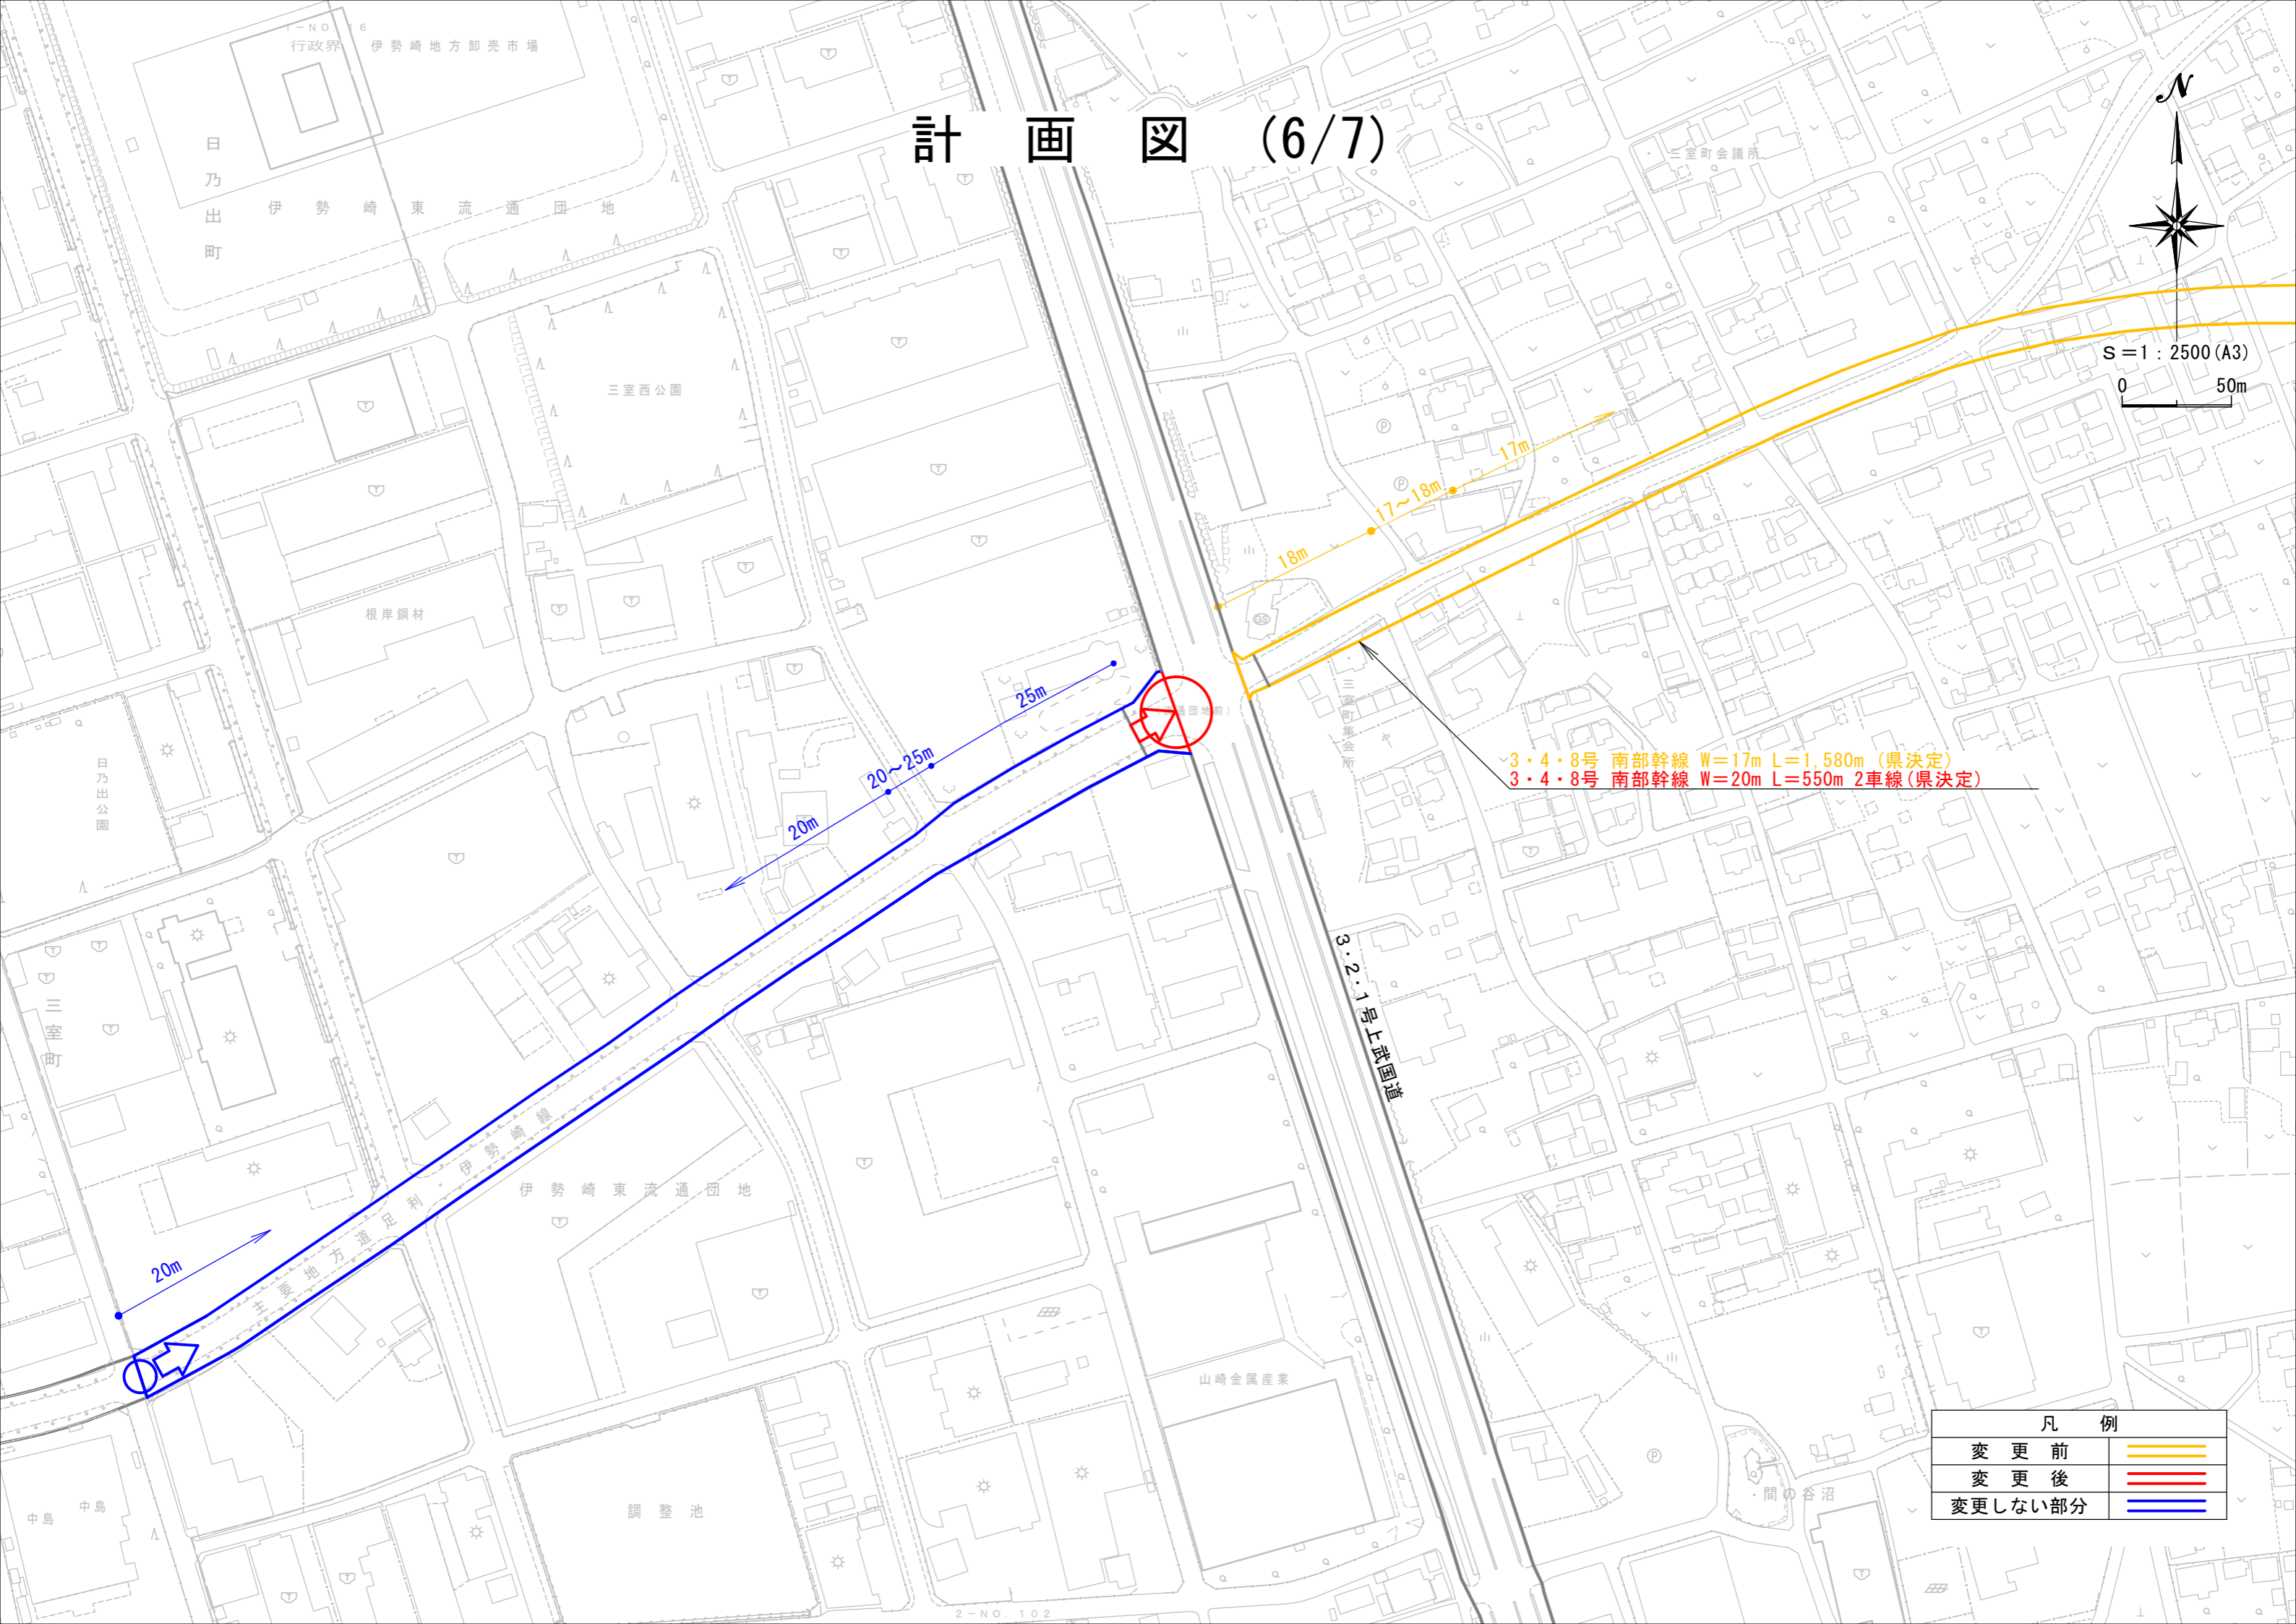 1-NO. 16
行政界
伊勢崎地方卸売市場
計 画 図 (6/7)
N
三室町会議所
日乃出町
伊勢崎東流通団地
S=1:2500(A3)
0 50m
三室西公園
17m
17~18m
18m
根岸鋼材
GS
25m
三室町集会所
20~25m
20m
日乃出公園
3・4・8号 南部幹線 W=17m L=1,580m (県決定)
3・4・8号 南部幹線 W=20m L=550m 2車線(県決定)
3・2・1号上武国道
三室町
主要地方道足利・伊勢崎線
伊勢崎東流通団地
20m
山崎金属産業
凡 例
変 更 前
変 更 後
変更しない部分
間の谷沼
中島
中島
調整池
2-NO. 102